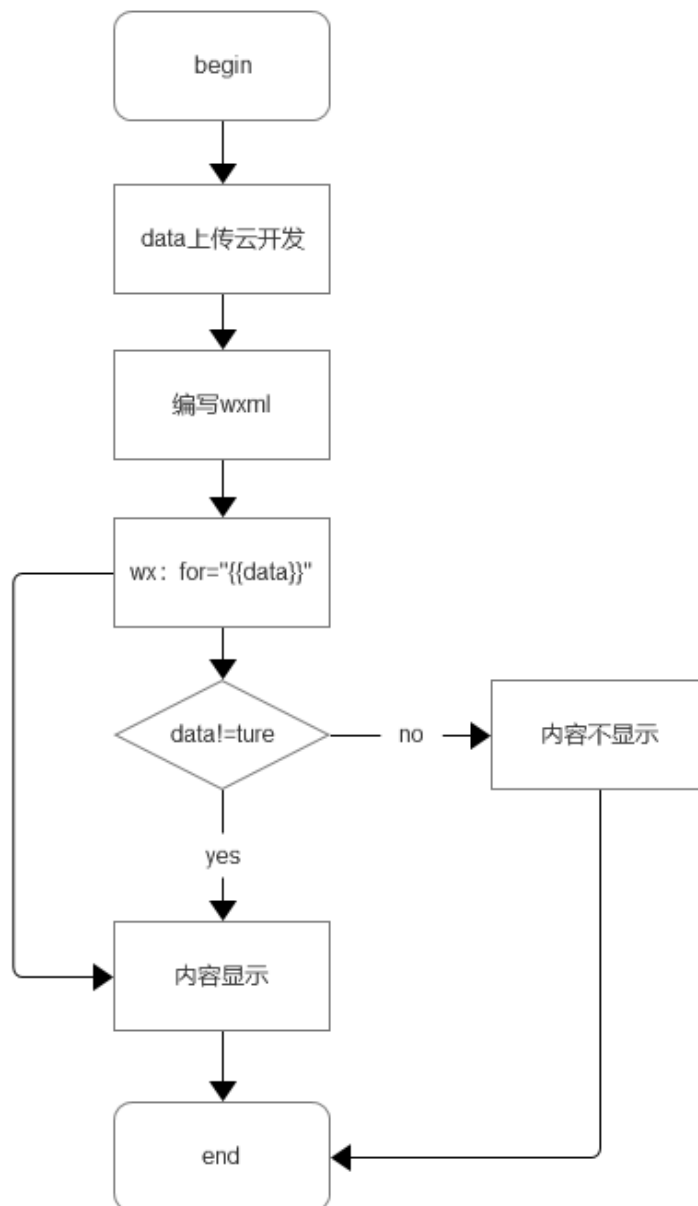 begin
data上传云开发
编写wxml
wx：for="{{data}}"
data!=ture
no
内容不显示
yes
内容显示
end